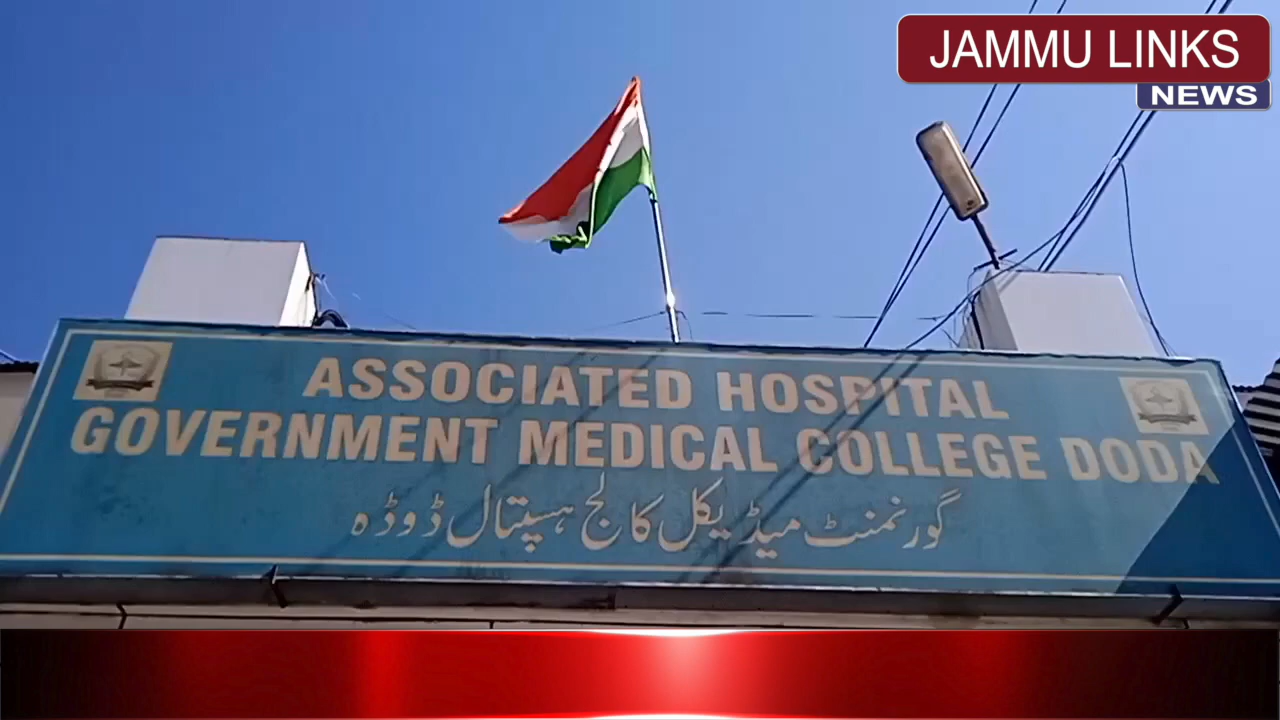 JAMMU LINKS
NEWS
ASSOCIATED HOSPITAL
GOVERNMENT MEDICAL COLLEGE DODA
گورنمنٹ میڈیکل کالج ہسپتال ڈوڈہ